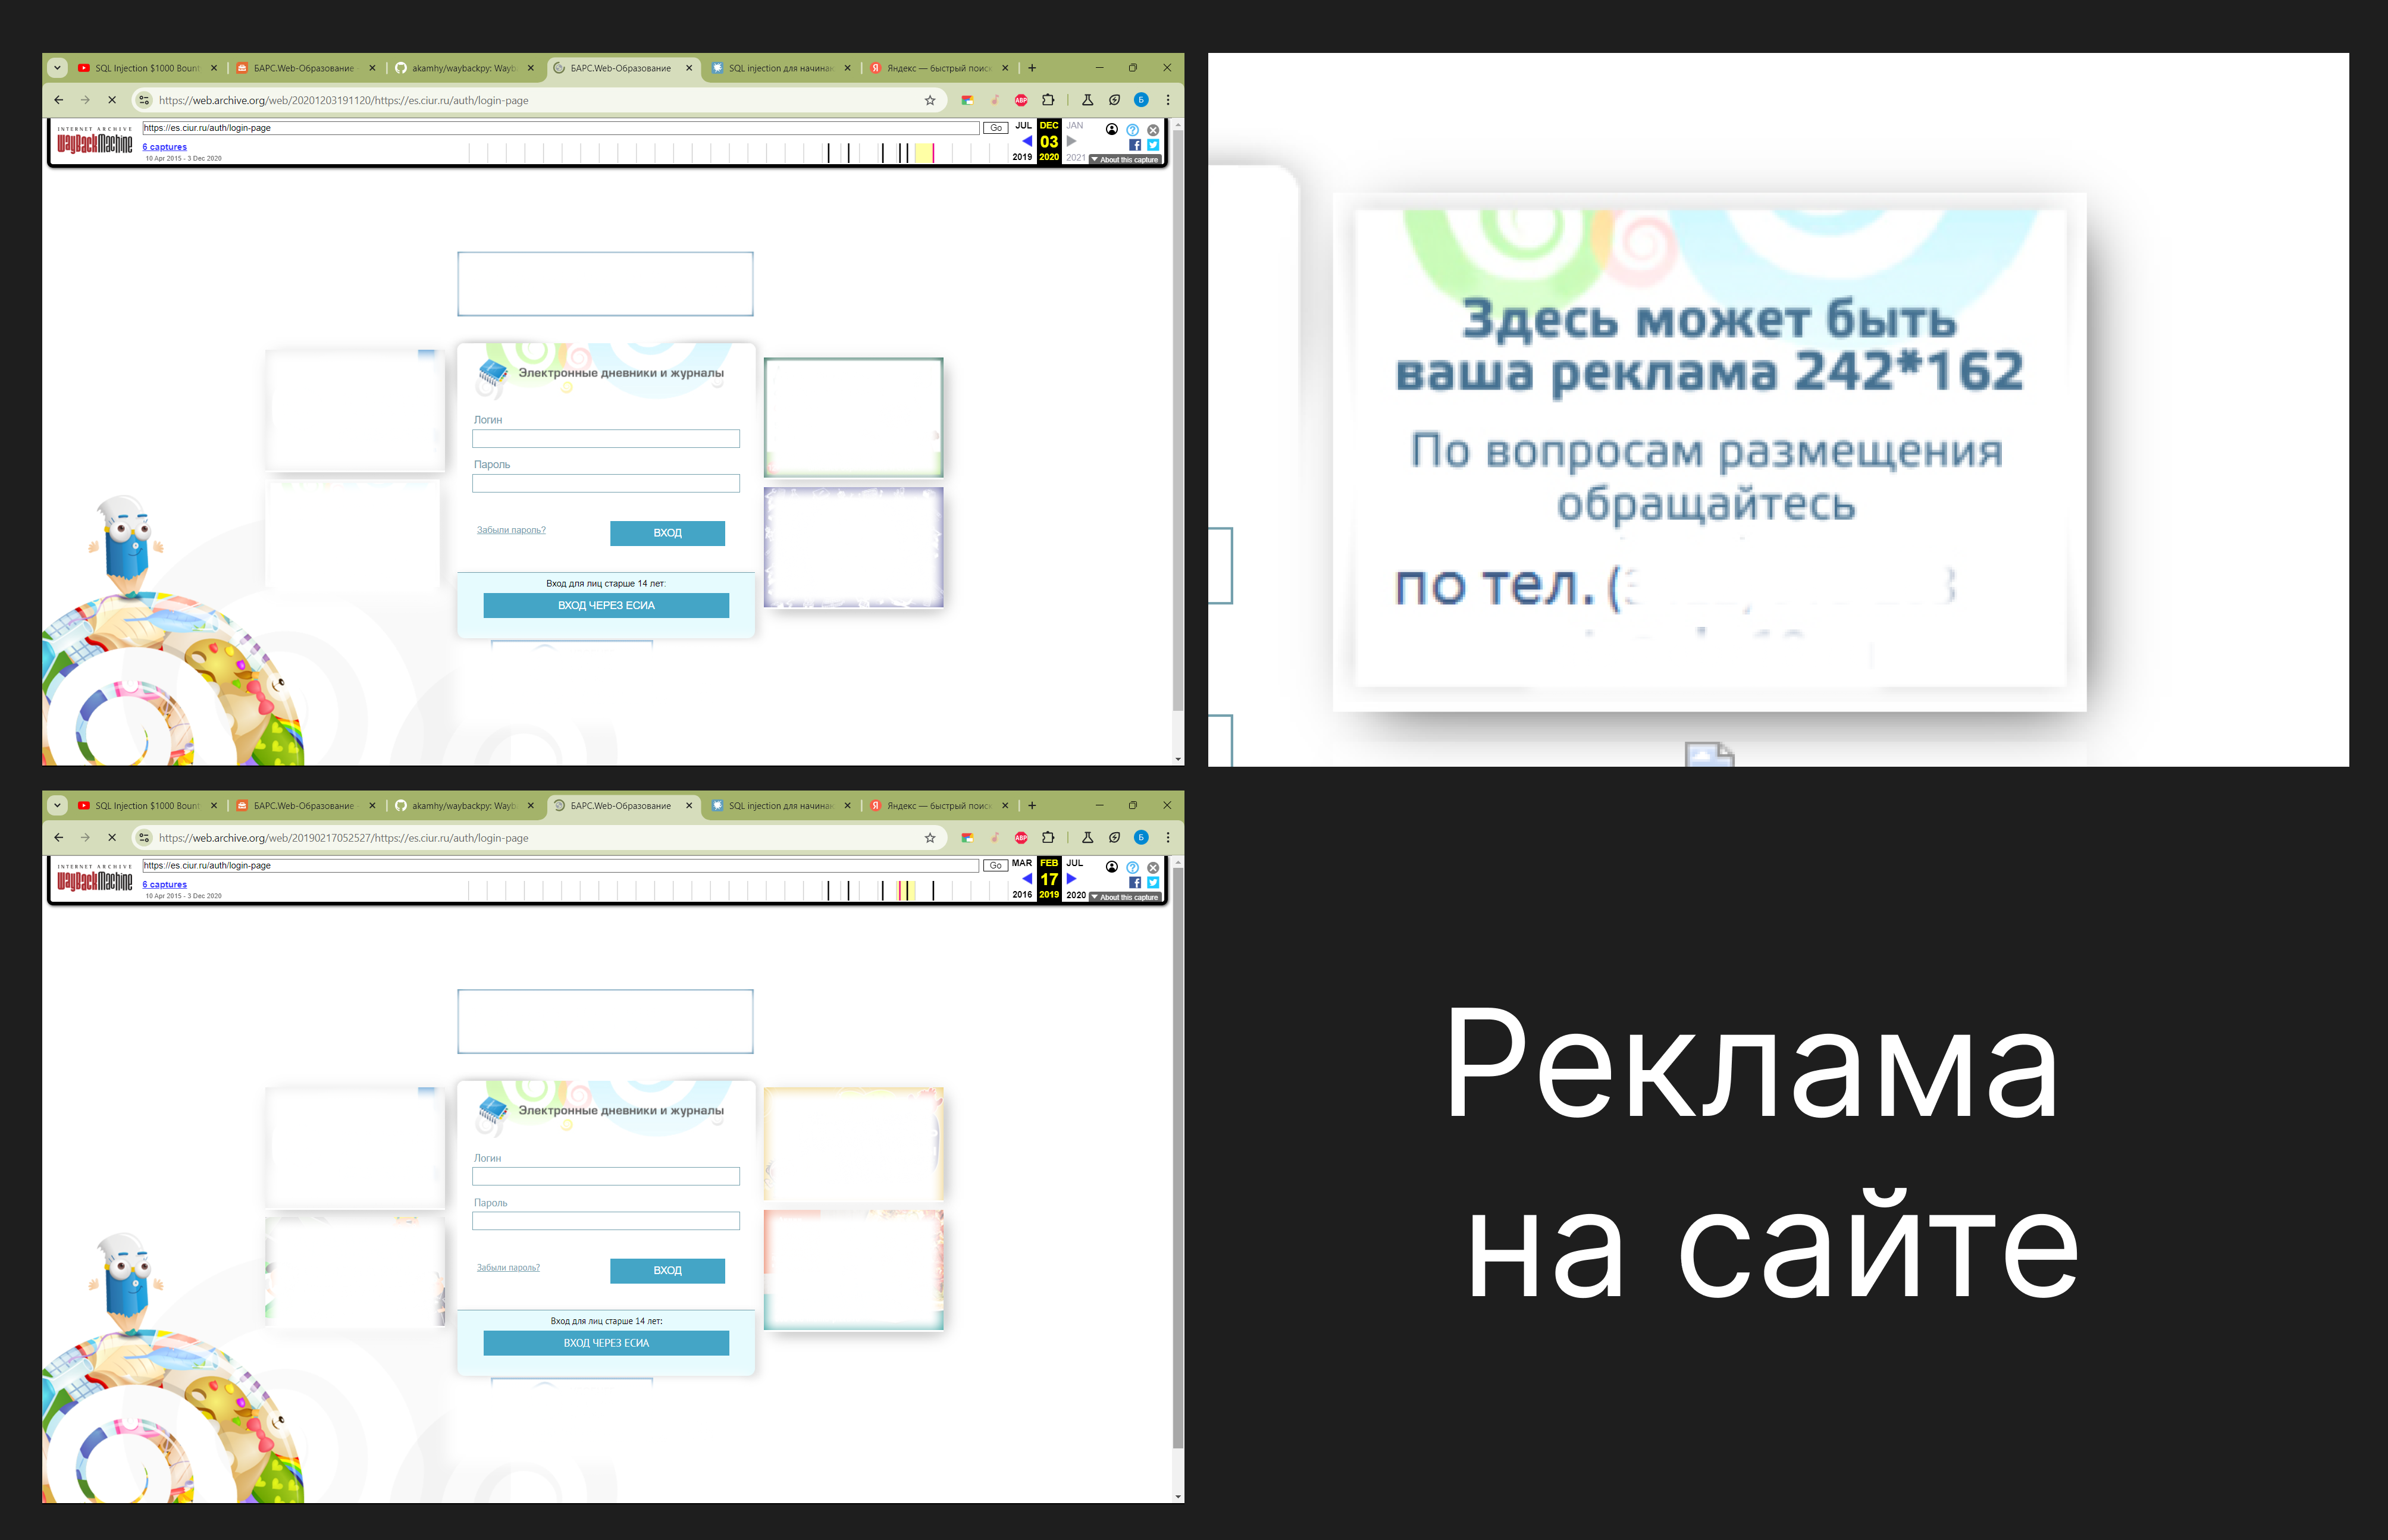 SQL Injection $1000 Bount
БАРС.Web-Образование
akamhy/waybackpy: Wayb
БАРС.Web-Образование
SQL injection для начинаю
Яндекс — быстрый поиск
https://web.archive.org/web/20201203191120/https://es.ciur.ru/auth/login-page
INTERNET ARCHIVE
WayBackMachine
https://es.ciur.ru/auth/login-page
Go
JUL DEC JAN
6 captures
03
10 Apr 2015 - 3 Dec 2020
2019 2020 2021
About this capture
Электронные дневники и журналы
Логин
Пароль
Забыли пароль?
ВХОД
Вход для лиц старше 14 лет:
ВХОД ЧЕРЕЗ ЕСИА
Здесь может быть
ваша реклама 242*162
По вопросам размещения
обращайтесь
по тел. (
SQL Injection $1000 Bount
БАРС.Web-Образование
akamhy/waybackpy: Wayb
БАРС.Web-Образование
SQL injection для начинаю
Яндекс — быстрый поиск
https://web.archive.org/web/20190217052527/https://es.ciur.ru/auth/login-page
INTERNET ARCHIVE
WayBackMachine
https://es.ciur.ru/auth/login-page
Go
MAR FEB JUL
6 captures
17
10 Apr 2015 - 3 Dec 2020
2016 2019 2020
About this capture
Электронные дневники и журналы
Логин
Пароль
Забыли пароль?
ВХОД
Вход для лиц старше 14 лет:
ВХОД ЧЕРЕЗ ЕСИА
Реклама
на сайте